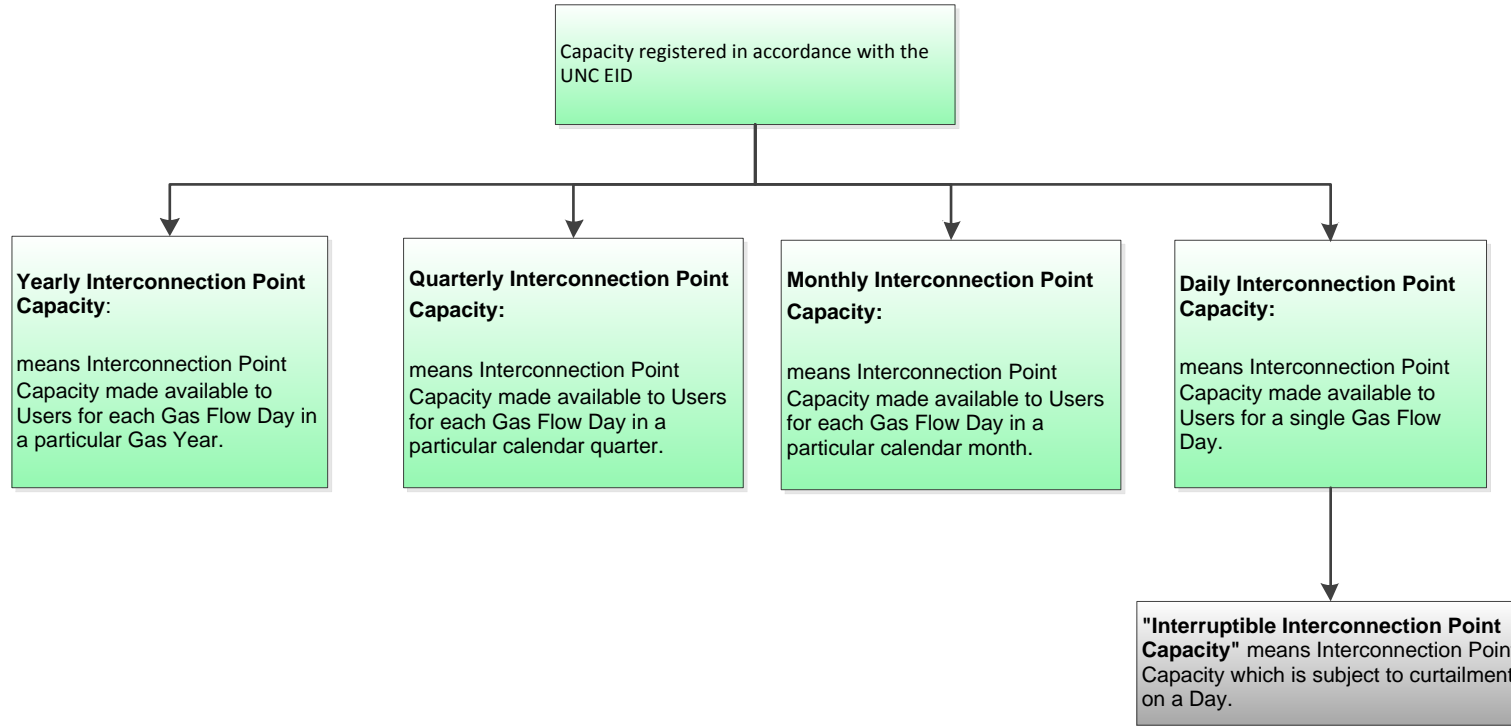 Capacity registered in accordance with the
UNC EID
Yearly Interconnection Point
Capacity:
means Interconnection Point
Capacity made available to
Users for each Gas Flow Day in
a particular Gas Year.
Quarterly Interconnection Point
Capacity:
means Interconnection Point
Capacity made available to Users
for each Gas Flow Day in a
particular calendar quarter.
Monthly Interconnection Point
Capacity:
means Interconnection Point
Capacity made available to Users
for each Gas Flow Day in a
particular calendar month.
Daily Interconnection Point
Capacity:
means Interconnection Point
Capacity made available to
Users for a single Gas Flow
Day.
"Interruptible Interconnection Point
Capacity" means Interconnection Poin
Capacity which is subject to curtailment
on a Day.